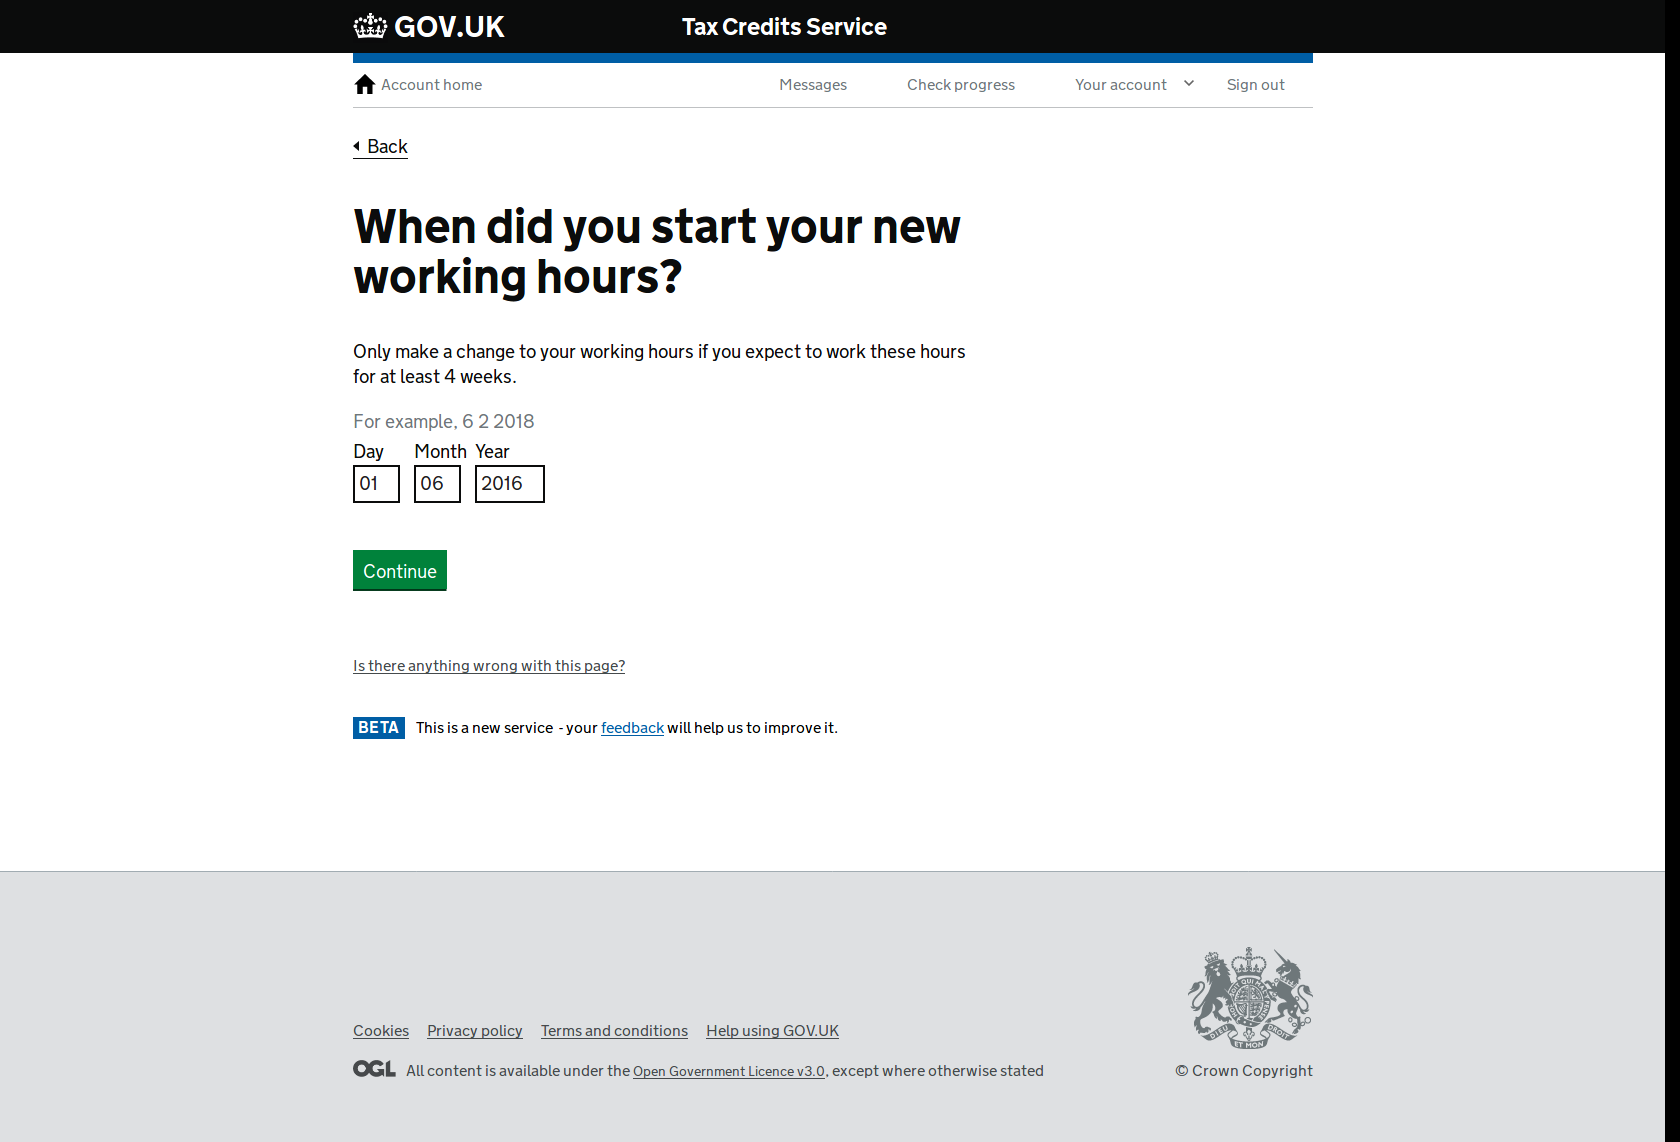 GOV.UK
Tax Credits Service
Account home
Messages
Check progress
Your account
Sign out
Back
When did you start your new
working hours?
Only make a change to your working hours if you expect to work these hours
for at least 4 weeks.
For example, 6 2 2018
Day Month Year
01 06 2016
Continue
Is there anything wrong with this page?
BETA This is a new service - your feedback will help us to improve it.
Cookies Privacy policy Terms and conditions Help using GOV.UK
OGL All content is available under the Open Government Licence v3.0, except where otherwise stated
DIEU ET MON DROIT
© Crown Copyright